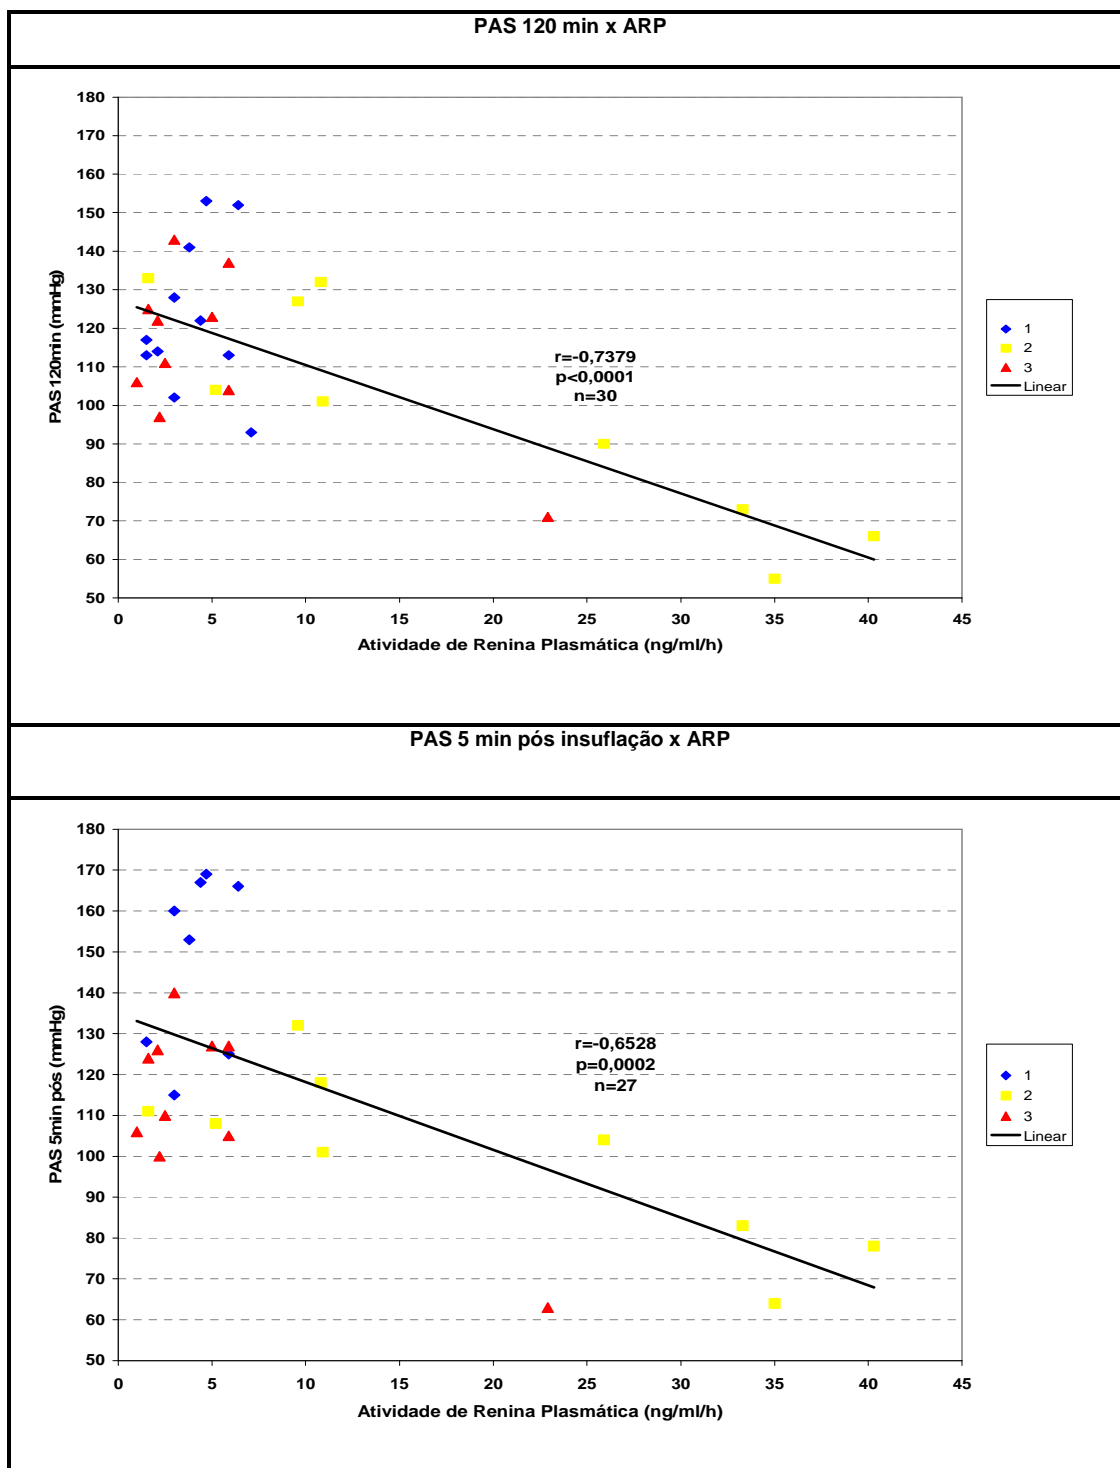 PAS 120 min x ARP
180
170
160
150
140
130
120
110
100
90
80
70
60
50
PAS 120min (mmHg)
r=-0,7379
p<0,0001
n=30
1
2
3
Linear
0 5 10 15 20 25 30 35 40 45
Atividade de Renina Plasmática (ng/ml/h)
PAS 5 min pós insuflação x ARP
180
170
160
150
140
130
120
110
100
90
80
70
60
50
PAS 5min pós (mmHg)
r=-0,6528
p=0,0002
n=27
1
2
3
Linear
0 5 10 15 20 25 30 35 40 45
Atividade de Renina Plasmática (ng/ml/h)